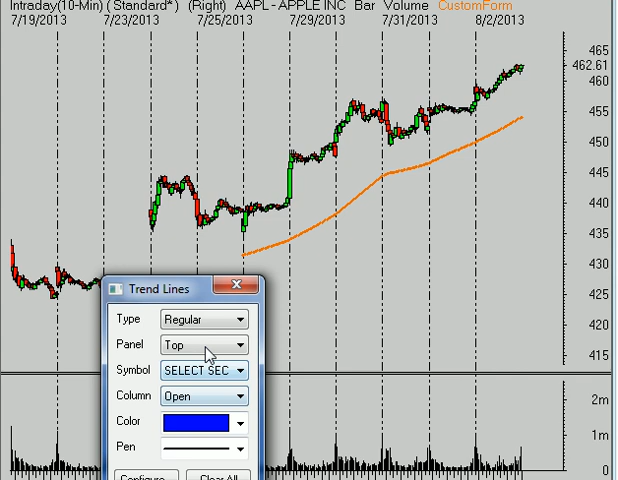 Intraday(10-Min) (Standard*) (Right) AAPL - APPLE INC Bar Volume CustomForm
7/19/2013 7/23/2013 7/25/2013 7/29/2013 7/31/2013 8/2/2013
465
462.61
460
455
450
445
440
435
430
425
420
415
Trend Lines
Type Regular
Panel Top
Symbol SELECT SEC
Column Open
Color
Pen
2m
1m
0
Configure... Clear All